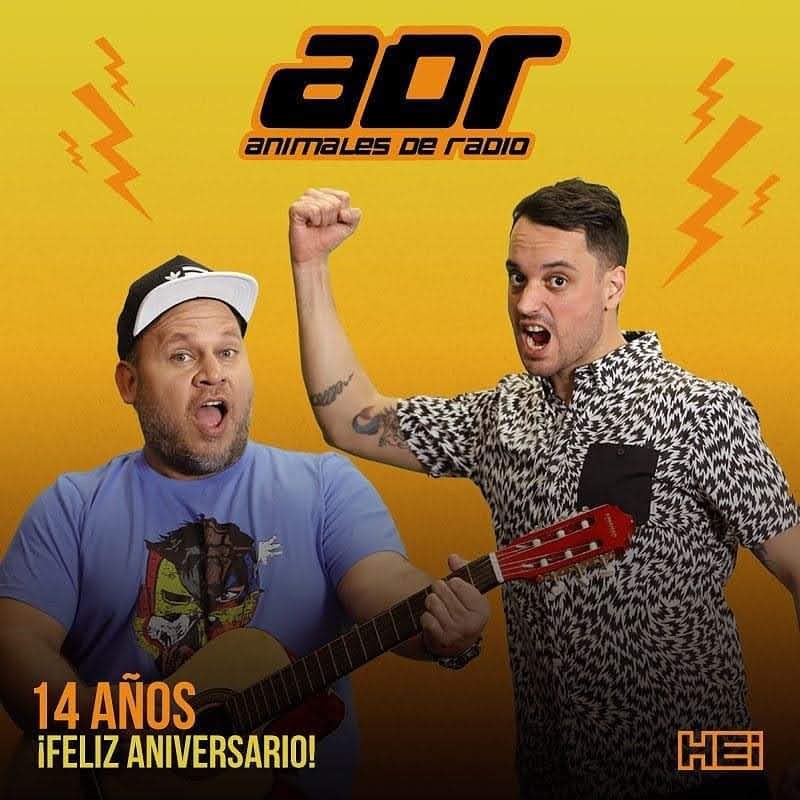 aDr
ANIMALES DE RADIO
14 AÑOS
¡FELIZ ANIVERSARIO!
HEi